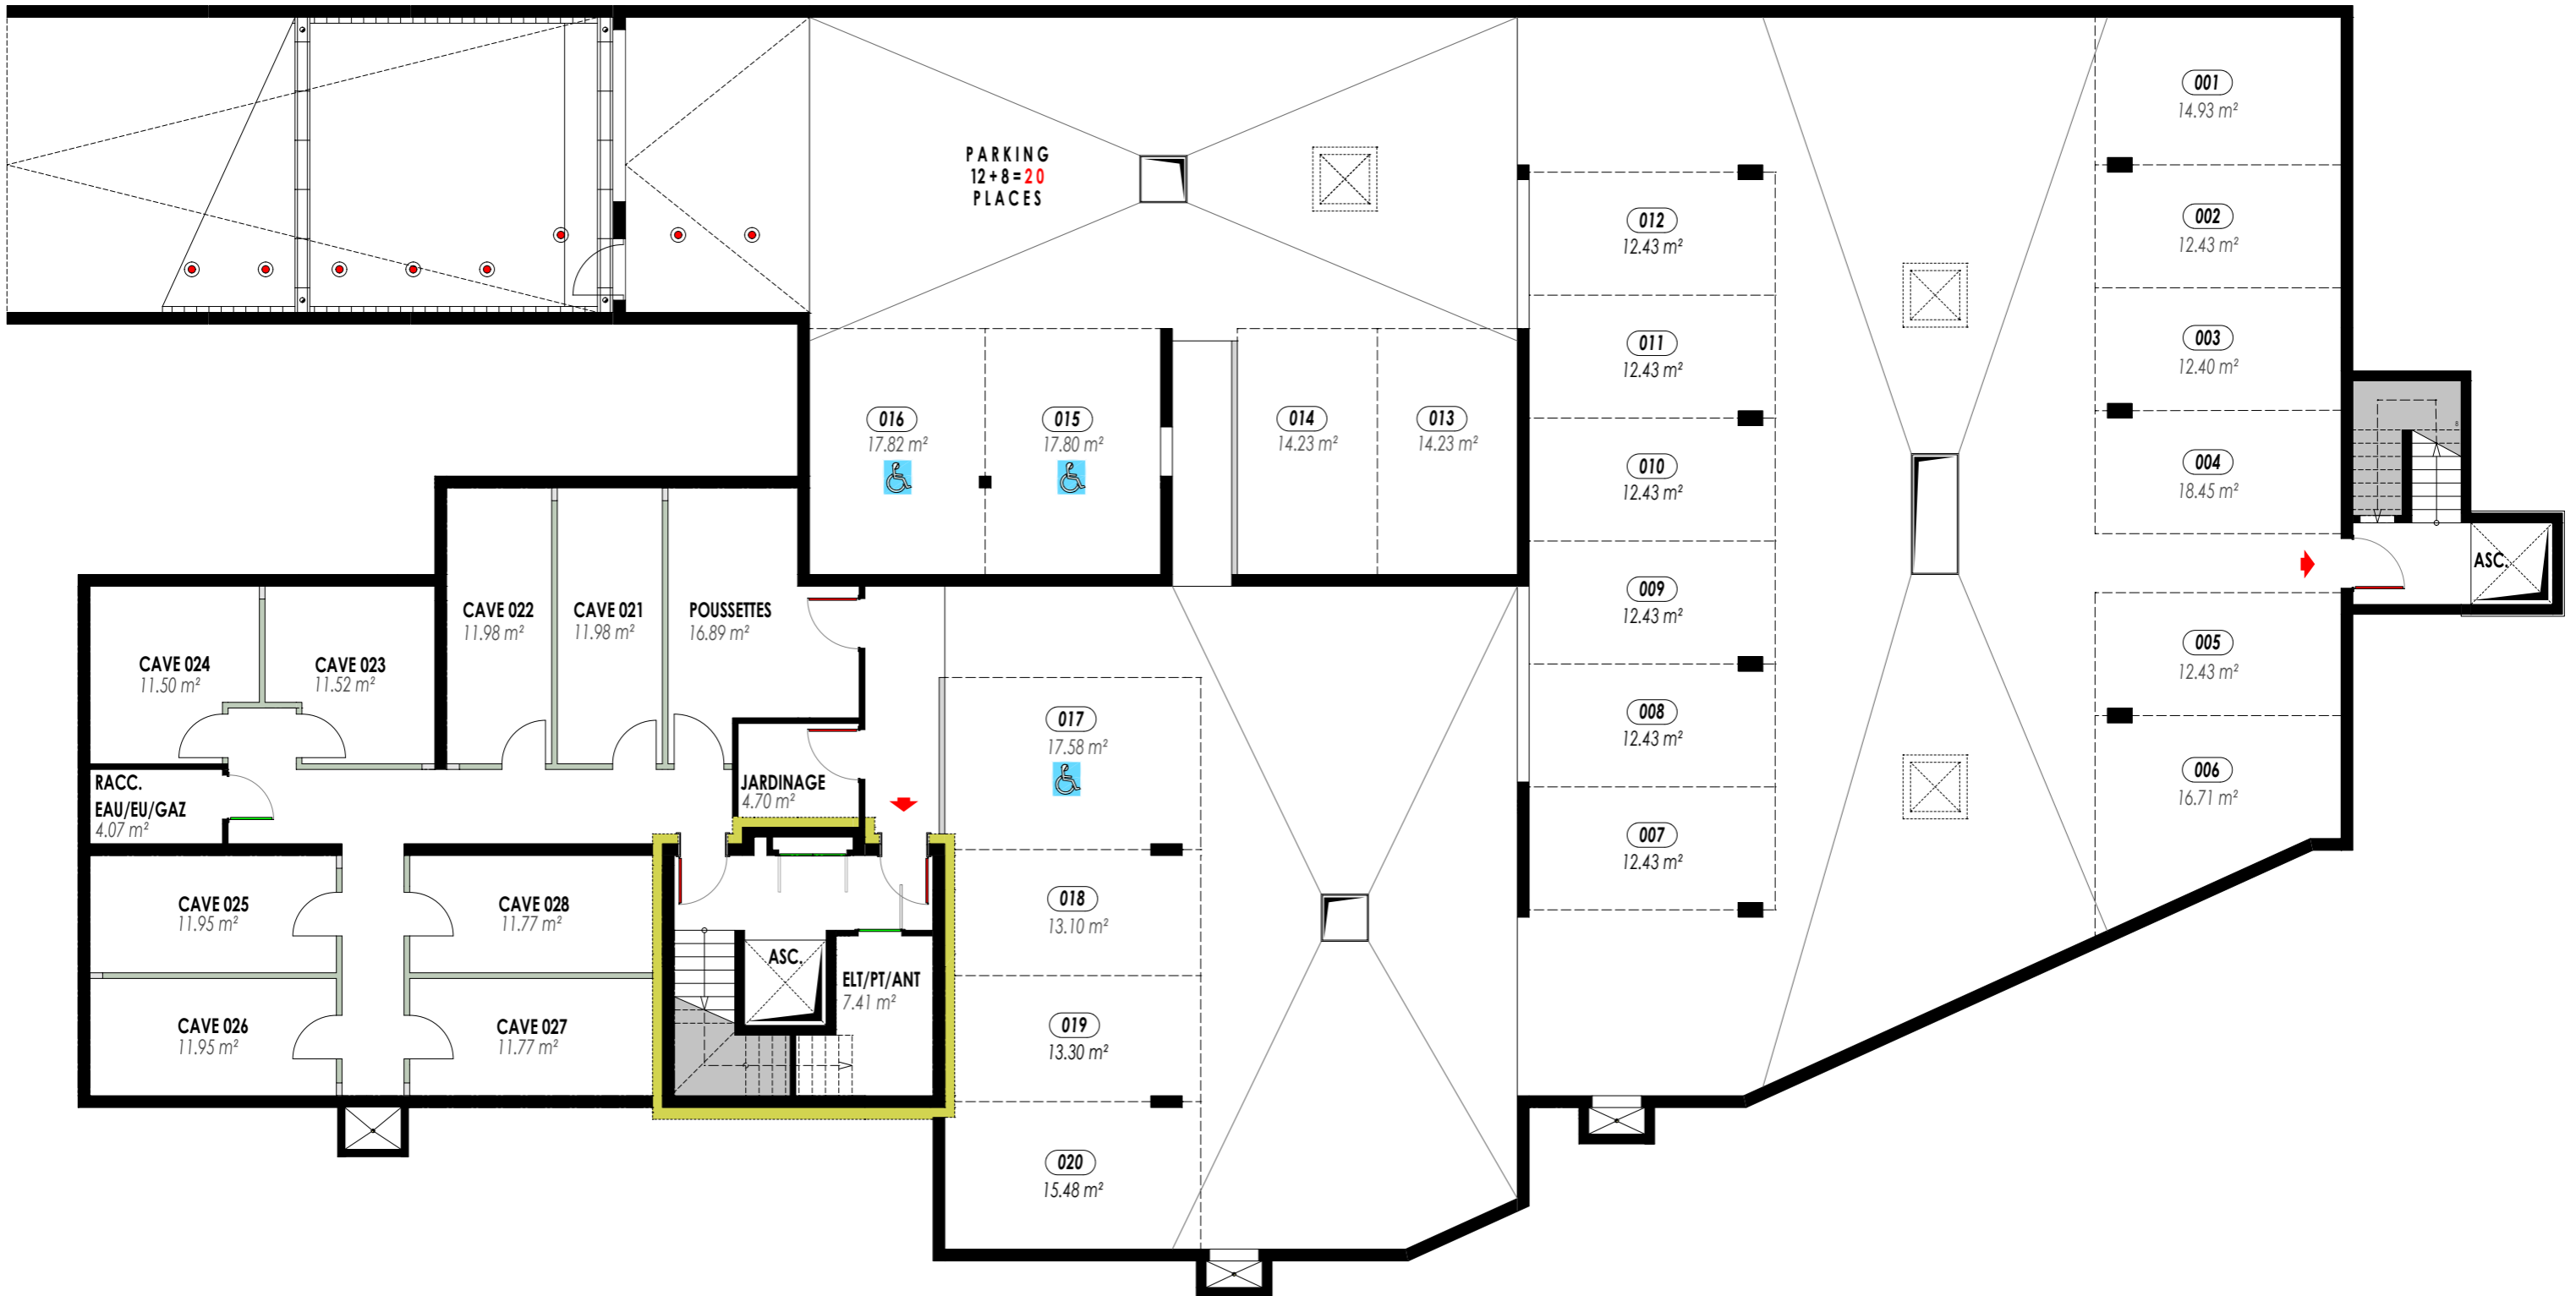 PARKING
12+8=20
PLACES
001
14.93 m²
002
12.43 m²
003
12.40 m²
004
18.45 m²
005
12.43 m²
006
16.71 m²
012
12.43 m²
011
12.43 m²
010
12.43 m²
009
12.43 m²
008
12.43 m²
007
12.43 m²
016
17.82 m²
015
17.80 m²
014
14.23 m²
013
14.23 m²
017
17.58 m²
018
13.10 m²
019
13.30 m²
020
15.48 m²
CAVE 022
11.98 m²
CAVE 021
11.98 m²
POUSSETTES
16.89 m²
CAVE 024
11.50 m²
CAVE 023
11.52 m²
RACC.
EAU/EU/GAZ
4.07 m²
JARDINAGE
4.70 m²
CAVE 025
11.95 m²
CAVE 028
11.77 m²
CAVE 026
11.95 m²
CAVE 027
11.77 m²
ASC.
ELT/PT/ANT
7.41 m²
ASC.